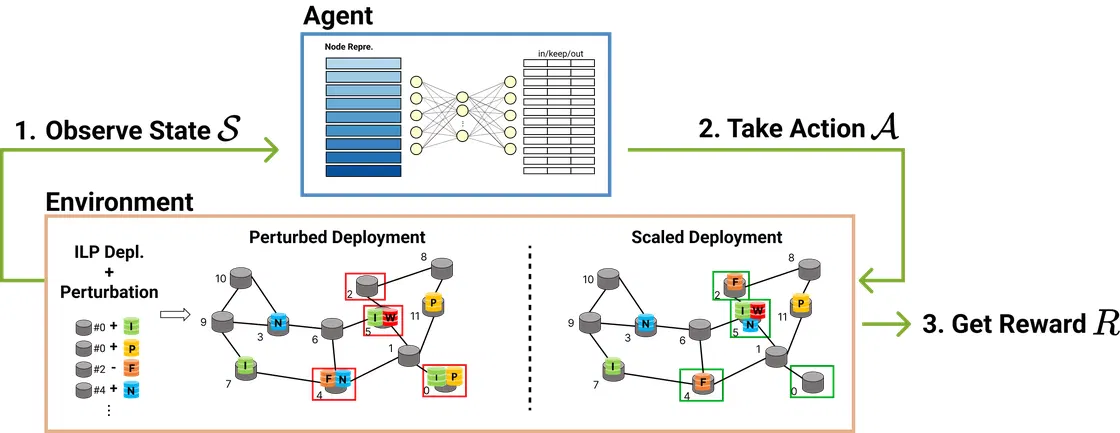 Agent
Node Repre.
in/keep/out
1. Observe State S
2. Take Action A
Environment
ILP Depl.
+
Perturbation
#0 + I
#0 + P
#2 - F
#4 + N
⋮
Perturbed Deployment
10
8
2
P
I W
11
9
N
5
3
6
1
I
7
F N
4
I P
0
Scaled Deployment
10
8
F
2
P
I W
11
9
N
N
5
3
6
1
I
7
F
4
0
3. Get Reward R